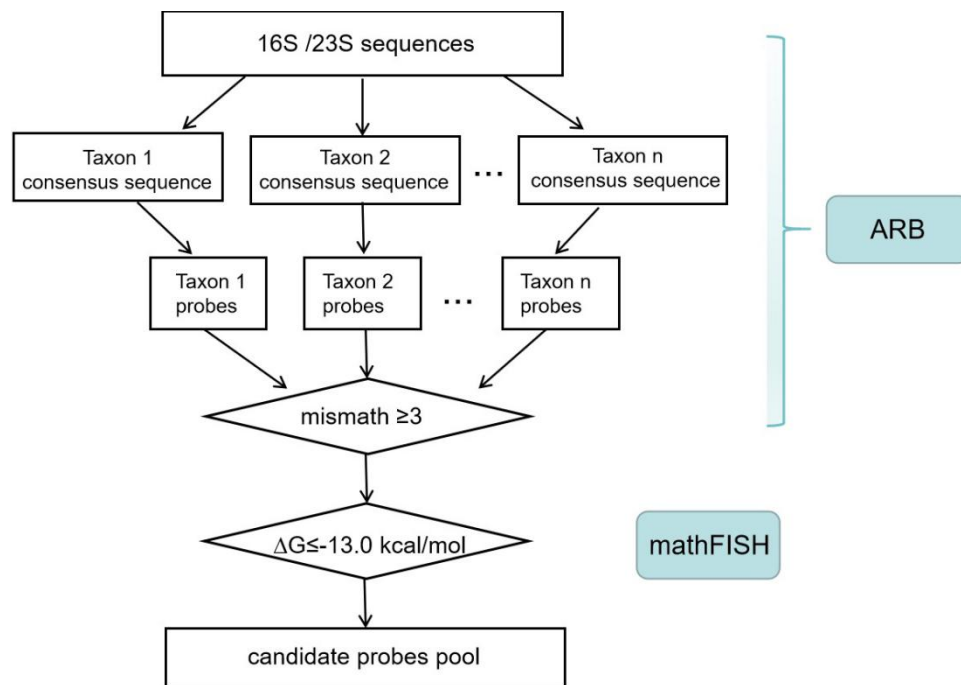 16S /23S sequences
Taxon 1
consensus sequence
Taxon 2
consensus sequence
...
Taxon n
consensus sequence
ARB
Taxon 1
probes
Taxon 2
probes
...
Taxon n
probes
mismath ≥3
ΔG≤-13.0 kcal/mol
mathFISH
candidate probes pool